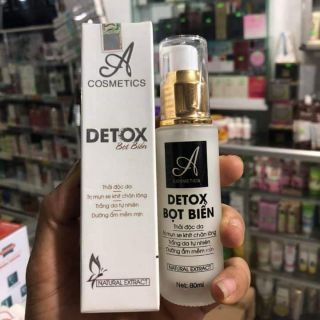 A
COSMETICS
DETOX
Bọt Biển
Thải độc da
Trị mụn se khít chân lông
Trắng da tự nhiên
Dưỡng ẩm mềm mịn
NATURAL EXTRACT
A
COSMETICS
DETOX
BỌT BIỂN
Thải độc da
Trị mụn se khít chân lông
Trắng da tự nhiên
Dưỡng ẩm mềm mịn
NATURAL EXTRACT
Net: 80ml